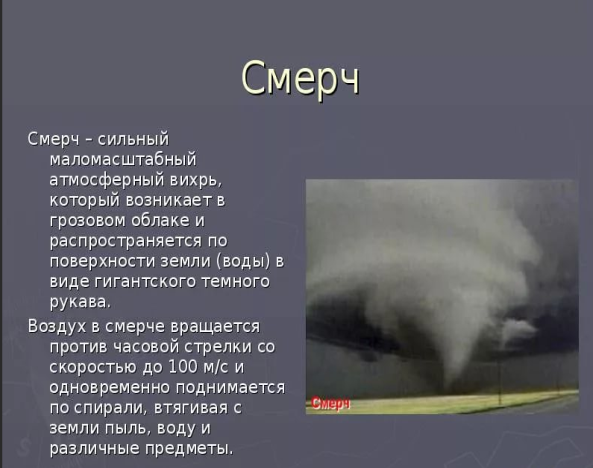 Смерч
Смерч – сильный
маломасштабный
атмосферный вихрь,
который возникает в
грозовом облаке и
распространяется по
поверхности земли (воды) в
виде гигантского темного
рукава.
Воздух в смерче вращается
против часовой стрелки со
скоростью до 100 м/с и
одновременно поднимается
по спирали, втягивая с
земли пыль, воду и
различные предметы.
Смерч